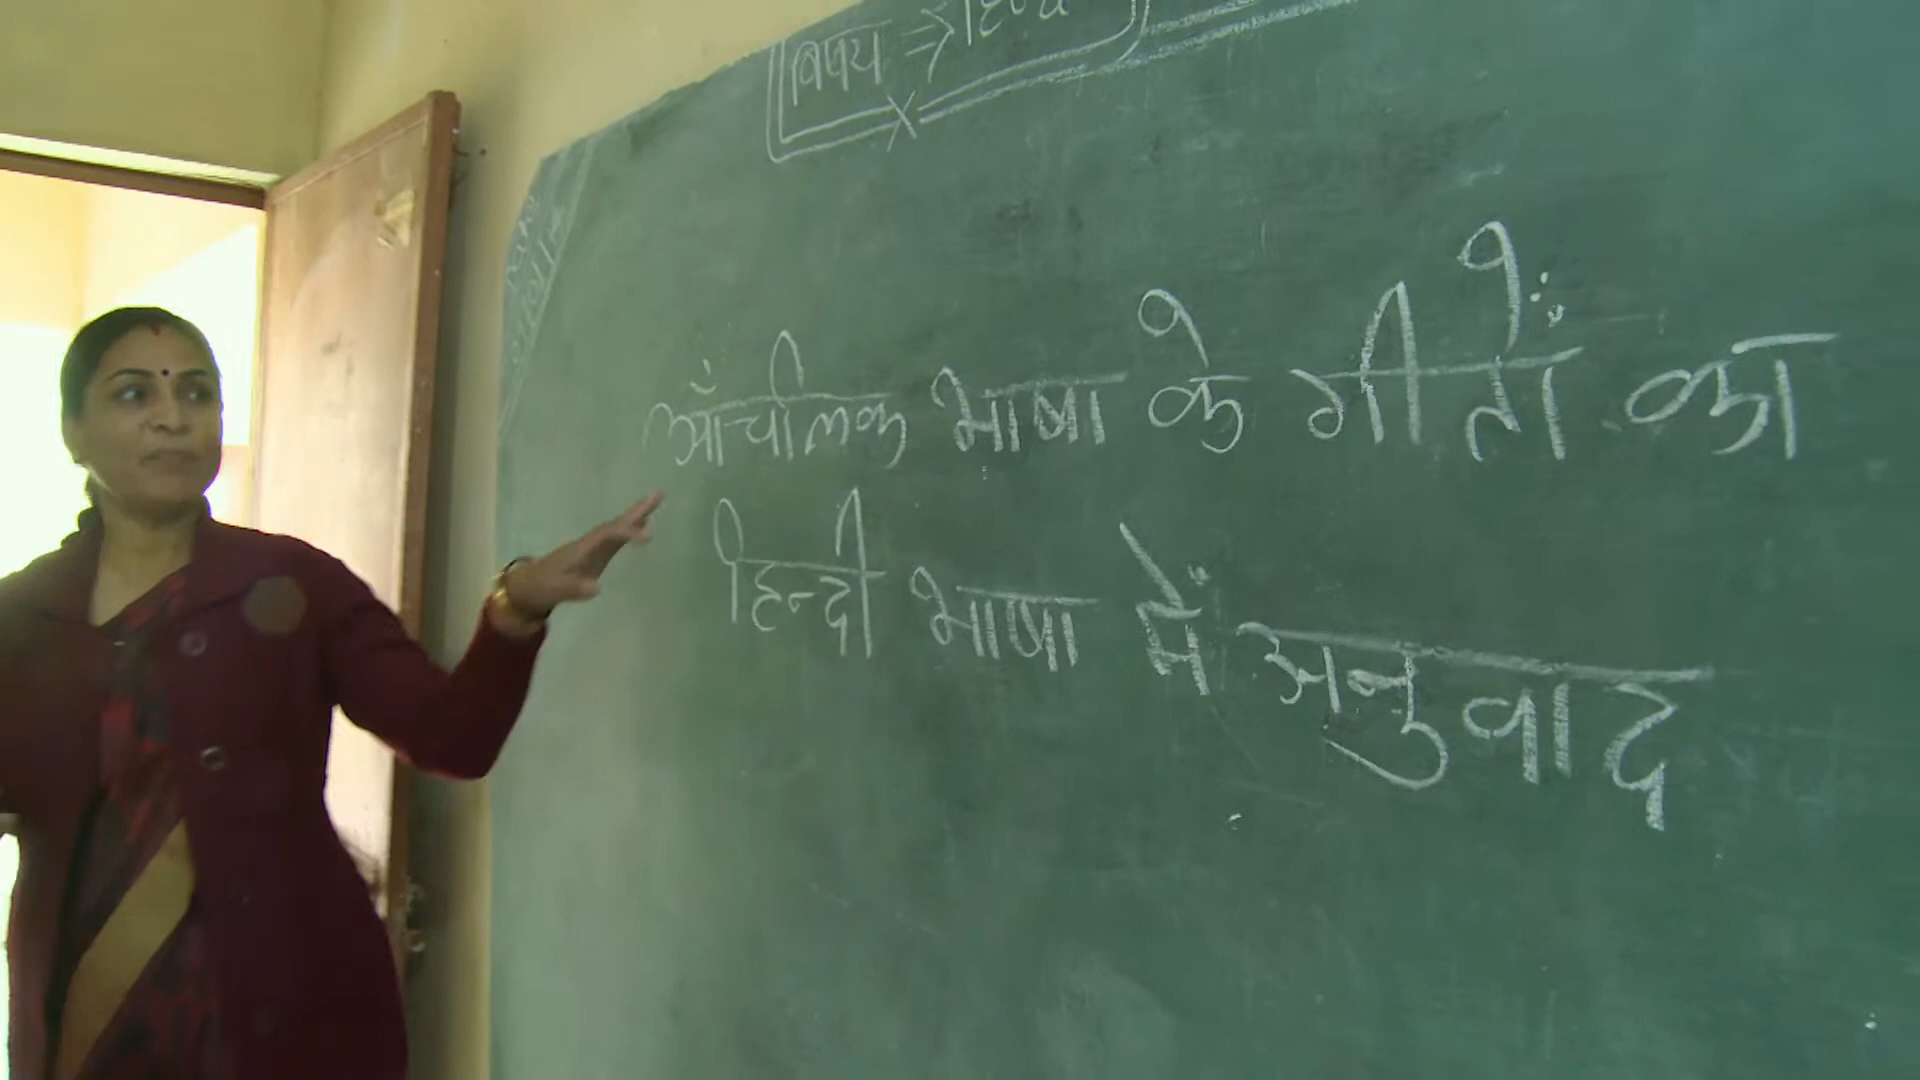 विषय ⇒ हिन्दी
आँचलिक भाषा के गीतों का
हिन्दी भाषा में अनुवाद